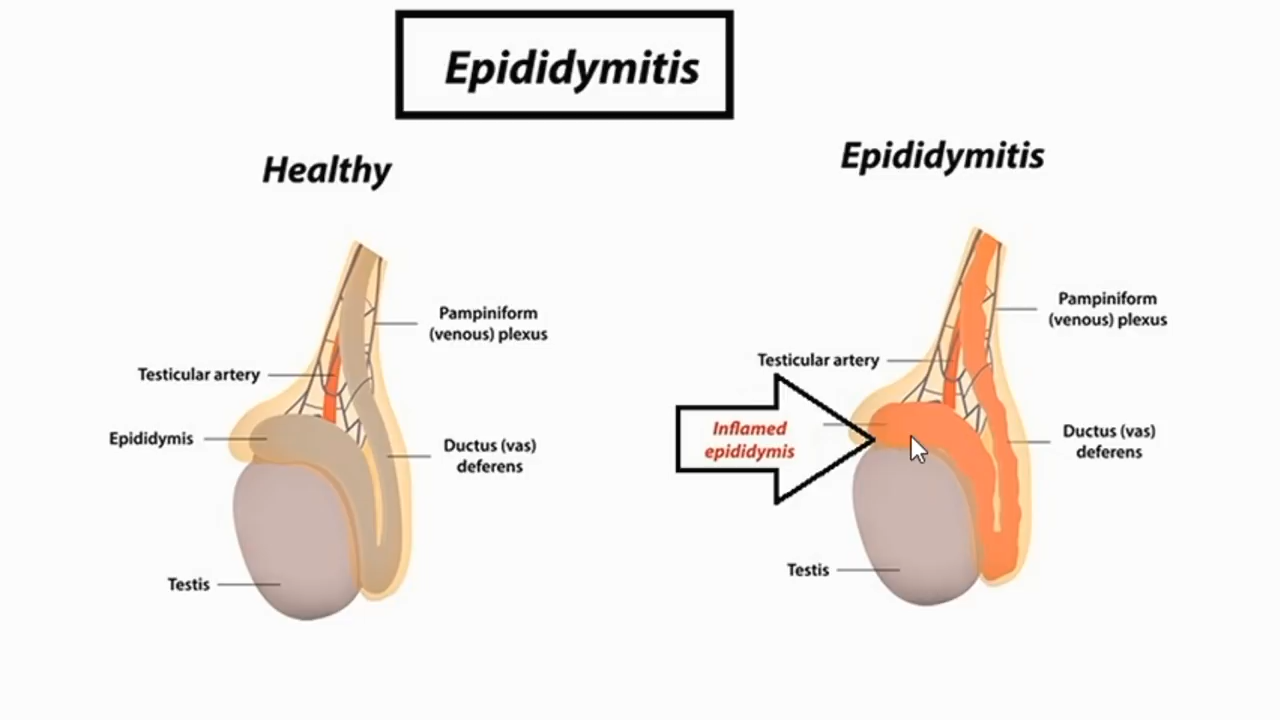 Epididymitis
Healthy
Epididymitis
Pampiniform
(venous) plexus
Testicular artery
Epididymis
Ductus (vas)
deferens
Testis
Pampiniform
(venous) plexus
Testicular artery
Inflamed
epididymis
Ductus (vas)
deferens
Testis